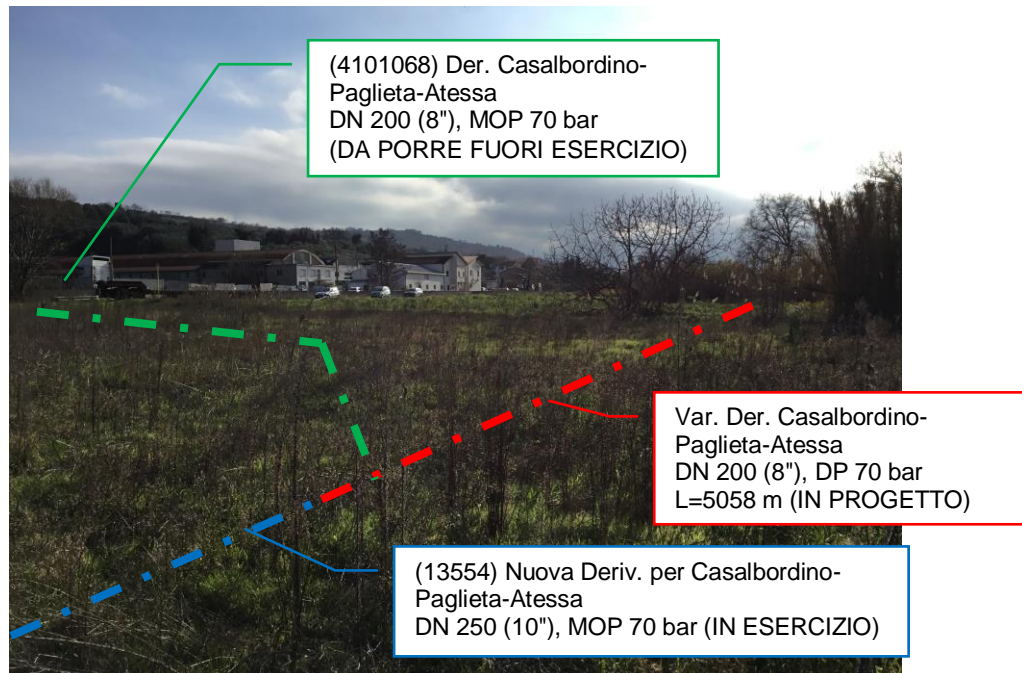 (4101068) Der. Casalbordino-
Paglieta-Atessa
DN 200 (8"), MOP 70 bar
(DA PORRE FUORI ESERCIZIO)
Var. Der. Casalbordino-
Paglieta-Atessa
DN 200 (8"), DP 70 bar
L=5058 m (IN PROGETTO)
(13554) Nuova Deriv. per Casalbordino-
Paglieta-Atessa
DN 250 (10"), MOP 70 bar (IN ESERCIZIO)